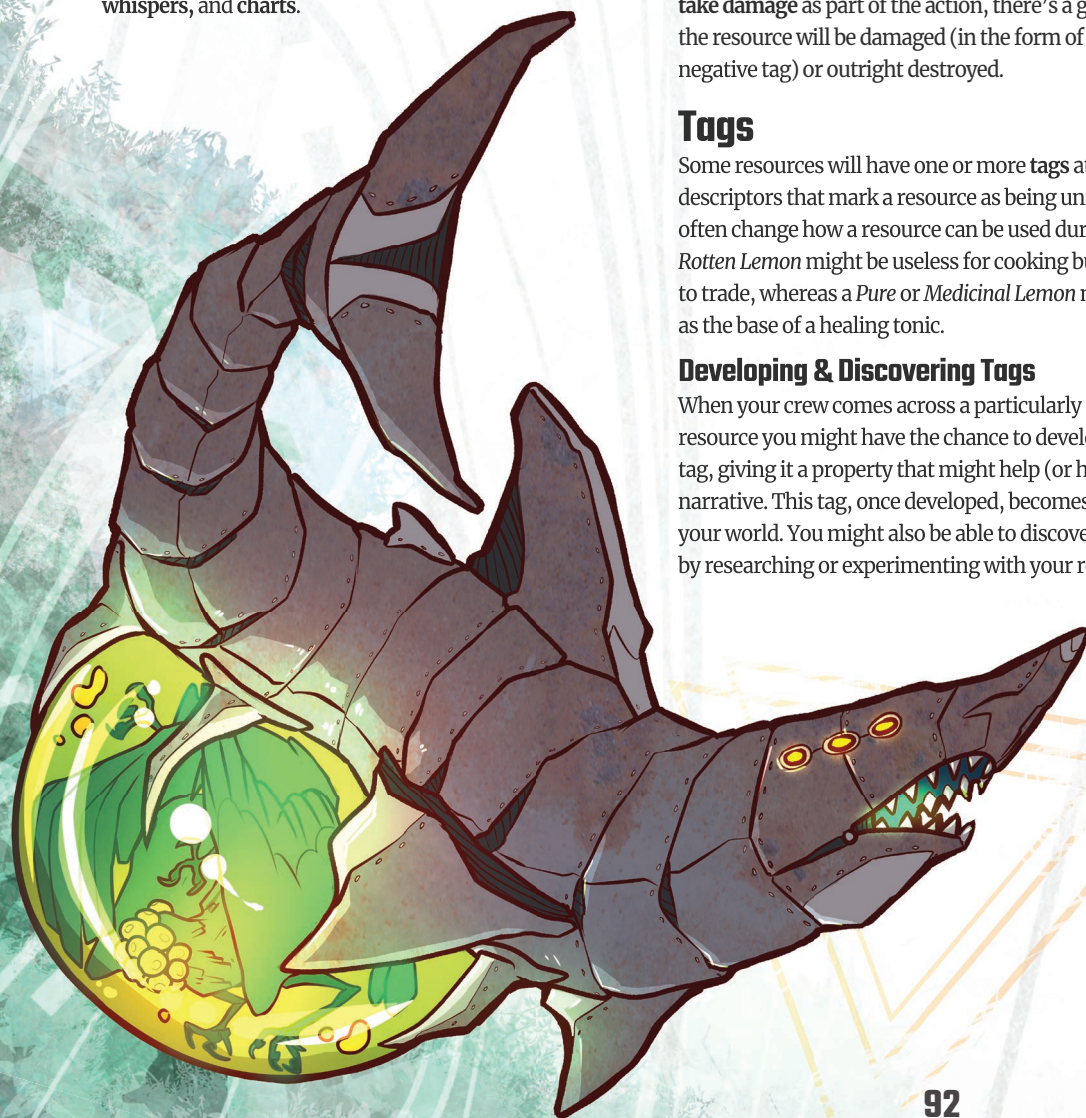 whispers, and charts.
take damage as part of the action, there's a g
the resource will be damaged (in the form of
negative tag) or outright destroyed.
Tags
Some resources will have one or more tags a
descriptors that mark a resource as being un
often change how a resource can be used dur
Rotten Lemon might be useless for cooking bu
to trade, whereas a Pure or Medicinal Lemon
as the base of a healing tonic.
Developing & Discovering Tags
When your crew comes across a particularly
resource you might have the chance to develo
tag, giving it a property that might help (or h
narrative. This tag, once developed, becomes
your world. You might also be able to discove
by researching or experimenting with your r
92